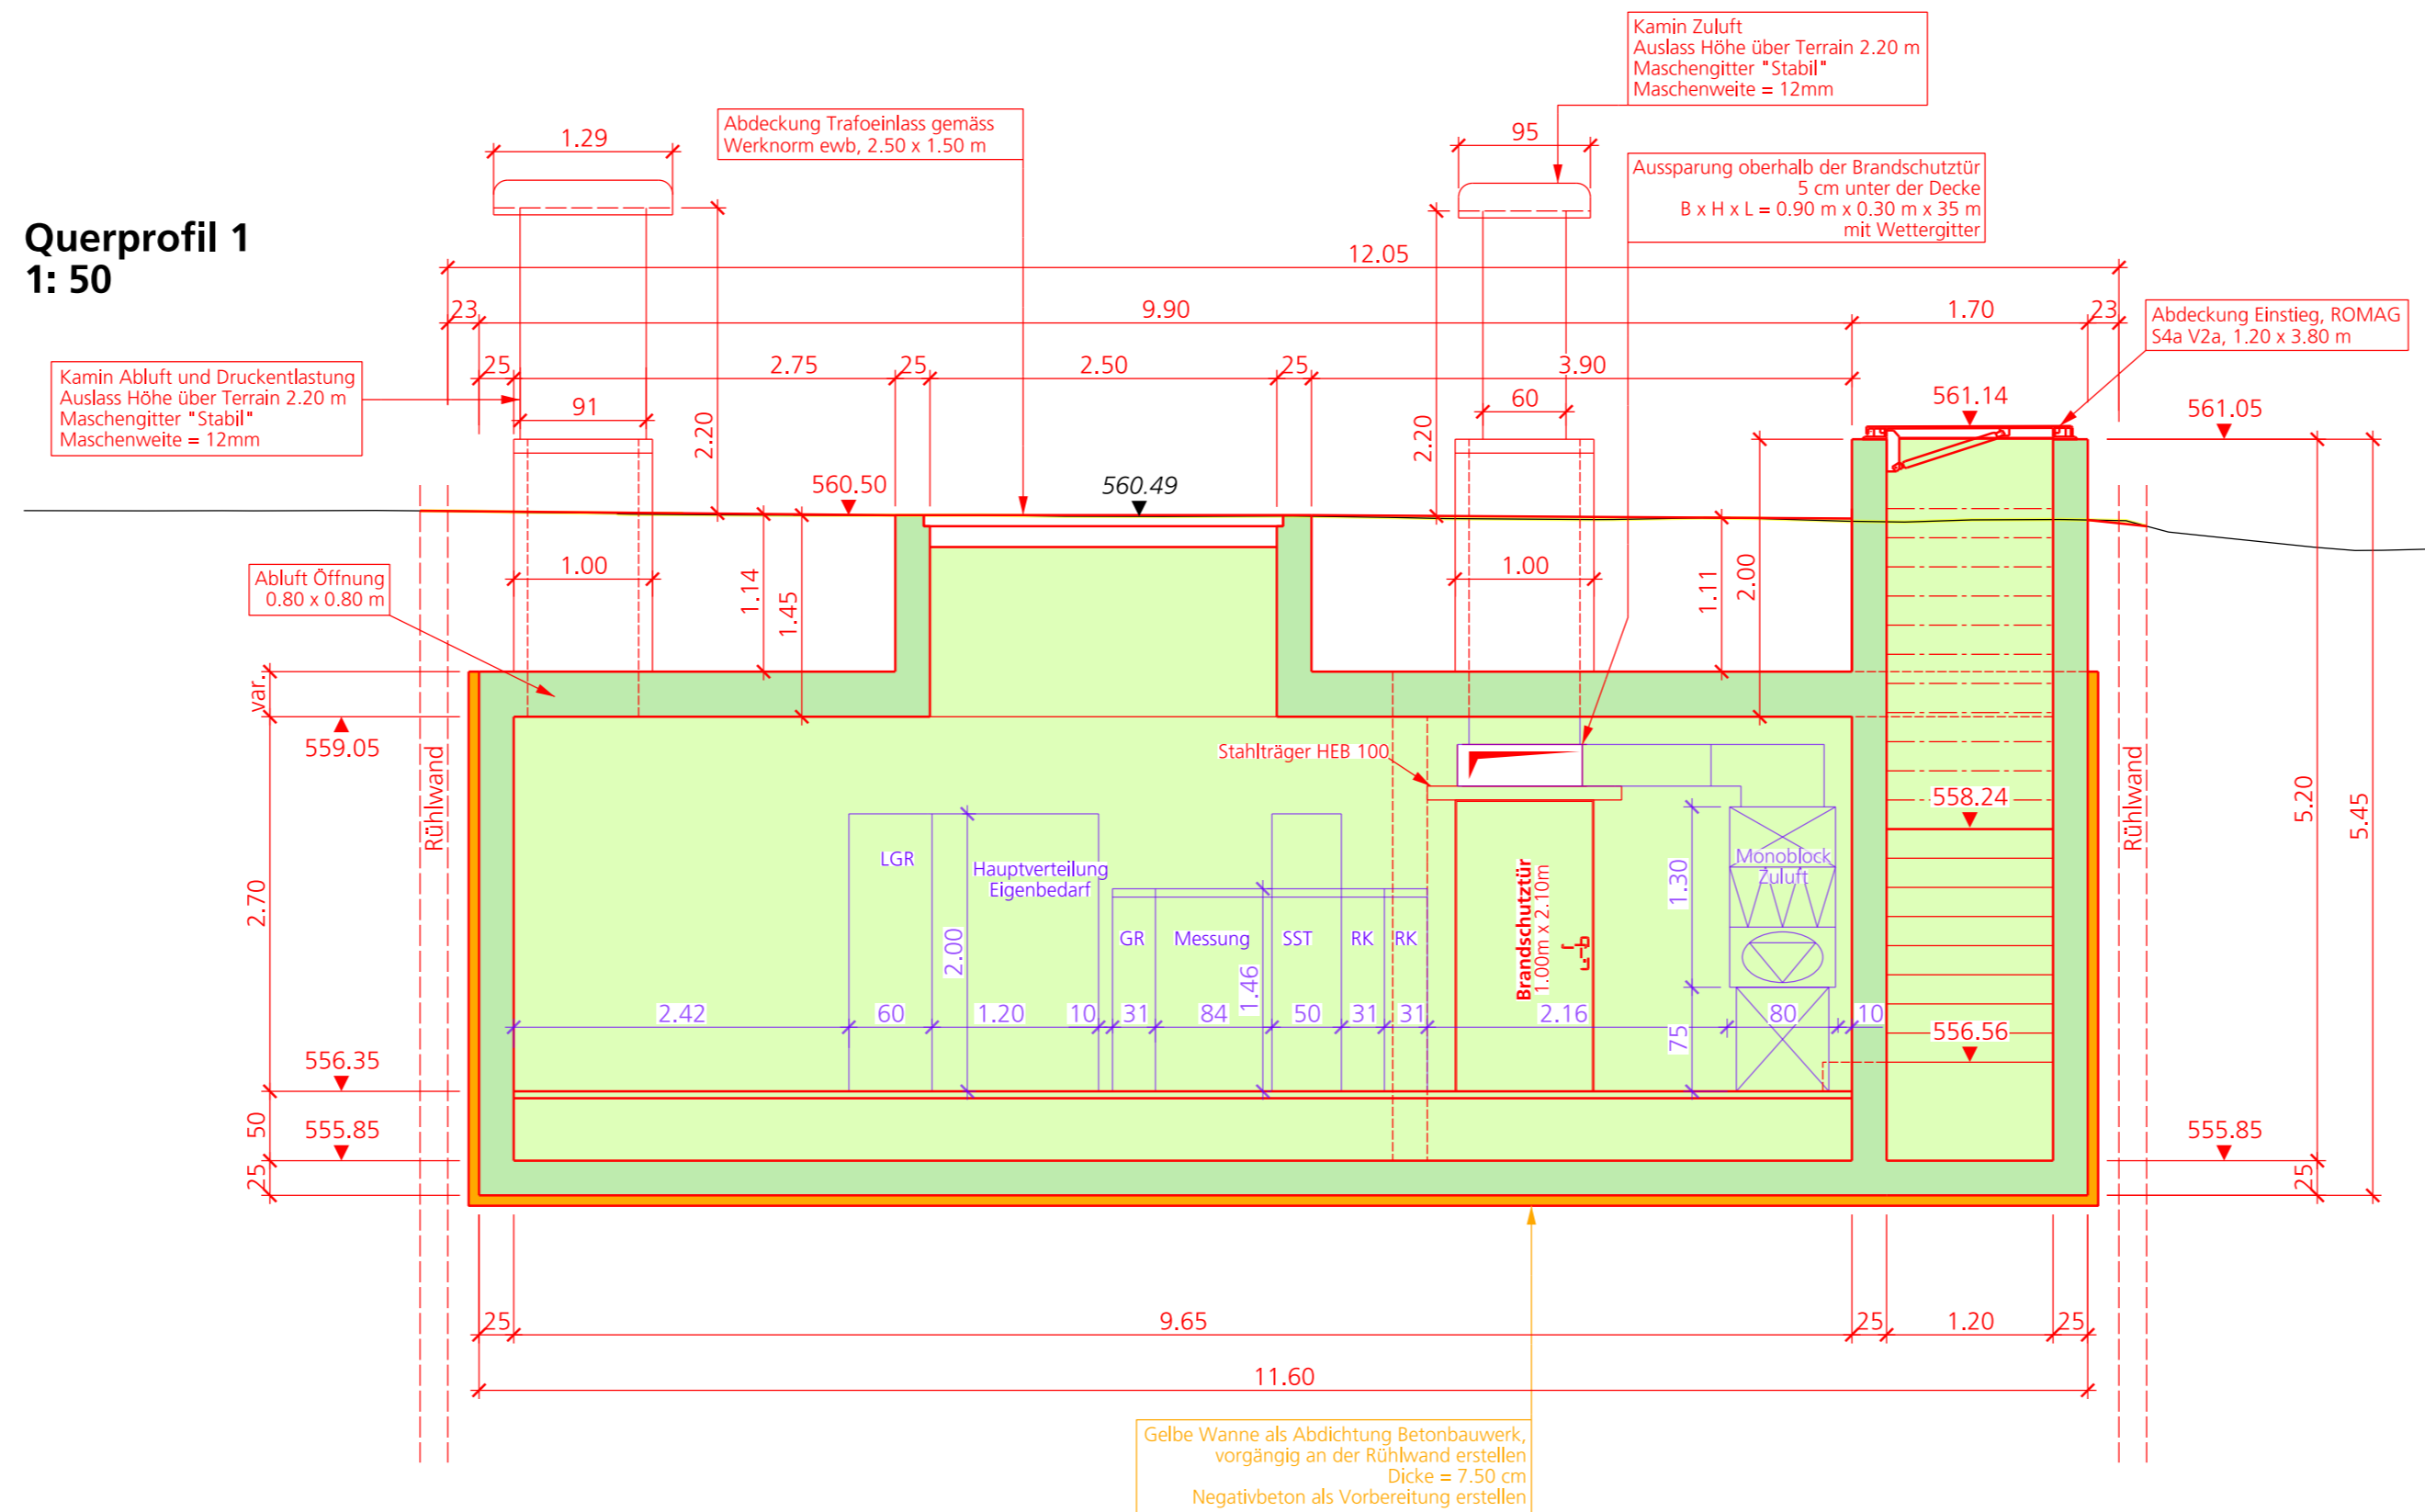 Querprofil 1
1: 50
Kamin Zuluft
Auslass Höhe über Terrain 2.20 m
Maschengitter "Stabil"
Maschenweite = 12mm
Abdeckung Trafoeinlass gemäss
Werknorm ewb, 2.50 x 1.50 m
1.29
95
Aussparung oberhalb der Brandschutztür
5 cm unter der Decke
B x H x L = 0.90 m x 0.30 m x 35 m
mit Wettergitter
12.05
23
9.90
1.70
23
Abdeckung Einstieg, ROMAG
S4a V2a, 1.20 x 3.80 m
Kamin Abluft und Druckentlastung
Auslass Höhe über Terrain 2.20 m
Maschengitter "Stabil"
Maschenweite = 12mm
25
2.75
25
2.50
25
3.90
91
2.20
60
2.20
561.14
561.05
560.50
560.49
Abluft Öffnung
0.80 x 0.80 m
1.00
1.14
1.45
1.00
1.11
2.00
var.
559.05
Rühlwand
Stahlträger HEB 100
558.24
Rühlwand
5.20
5.45
LGR
Hauptverteilung
Eigenbedarf
Monoblock
Zuluft
1.30
2.70
2.00
GR
Messung
SST
RK
RK
1.46
Brandschutztür
1.00m x 2.10m
2.42
60
1.20
10
31
84
50
31
31
2.16
80
10
75
556.56
556.35
50
555.85
25
555.85
25
25
9.65
25
1.20
25
11.60
Gelbe Wanne als Abdichtung Betonbauwerk,
vorgängig an der Rühlwand erstellen
Dicke = 7.50 cm
Negativbeton als Vorbereitung erstellen